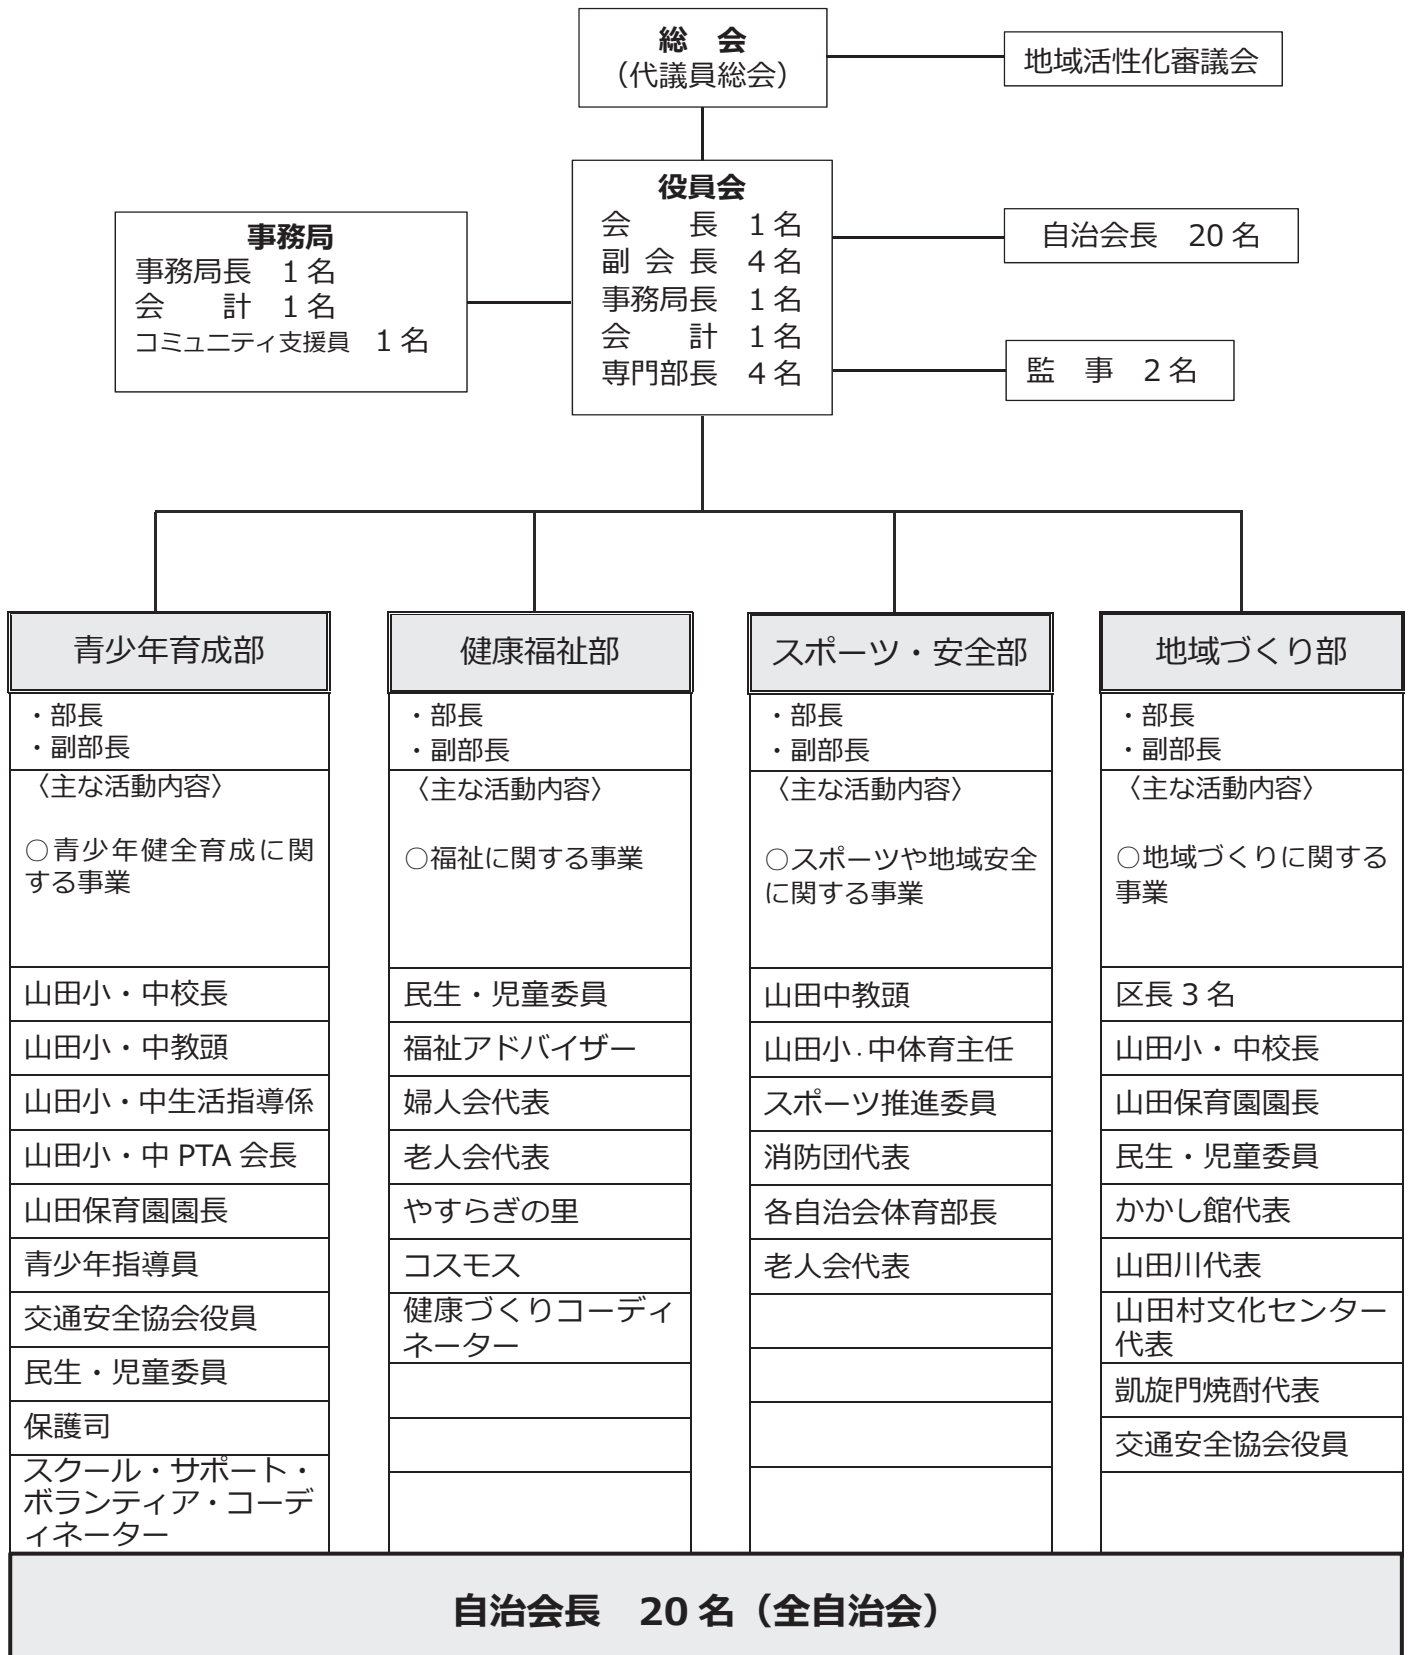 総　会
（代議員総会）
地域活性化審議会
役員会
会　　長　1名
副 会 長　4名
事務局長　1名
会　　計　1名
専門部長　4名
事務局
事務局長　1名
会　　計　1名
コミュニティ支援員　1名
自治会長　20名
監　事　2名
青少年育成部
・部長
・副部長
〈主な活動内容〉
○青少年健全育成に関
する事業
山田小・中校長
山田小・中教頭
山田小・中生活指導係
山田小・中 PTA 会長
山田保育園園長
青少年指導員
交通安全協会役員
民生・児童委員
保護司
スクール・サポート・
ボランティア・コーデ
ィネーター
健康福祉部
・部長
・副部長
〈主な活動内容〉
○福祉に関する事業
民生・児童委員
福祉アドバイザー
婦人会代表
老人会代表
やすらぎの里
コスモス
健康づくりコーディ
ネーター
スポーツ・安全部
・部長
・副部長
〈主な活動内容〉
○スポーツや地域安全
に関する事業
山田中教頭
山田小.中体育主任
スポーツ推進委員
消防団代表
各自治会体育部長
老人会代表
地域づくり部
・部長
・副部長
〈主な活動内容〉
○地域づくりに関する
事業
区長3名
山田小・中校長
山田保育園園長
民生・児童委員
かかし館代表
山田川代表
山田村文化センター
代表
凱旋門焼酎代表
交通安全協会役員
自治会長　20名（全自治会）